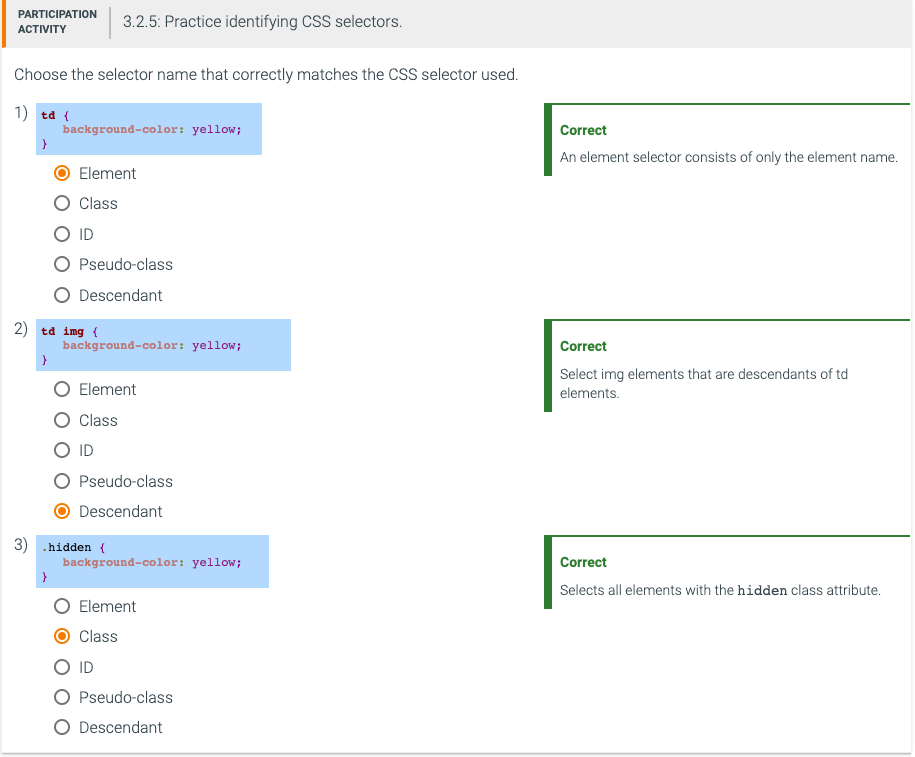 PARTICIPATION
ACTIVITY
3.2.5: Practice identifying CSS selectors.
Choose the selector name that correctly matches the CSS selector used.
1)
td {
background-color: yellow;
}
Element
Class
ID
Pseudo-class
Descendant
Correct
An element selector consists of only the element name.
2)
td img {
background-color: yellow;
}
Element
Class
ID
Pseudo-class
Descendant
Correct
Select img elements that are descendants of td
elements.
3)
.hidden {
background-color: yellow;
}
Element
Class
ID
Pseudo-class
Descendant
Correct
Selects all elements with the hidden class attribute.